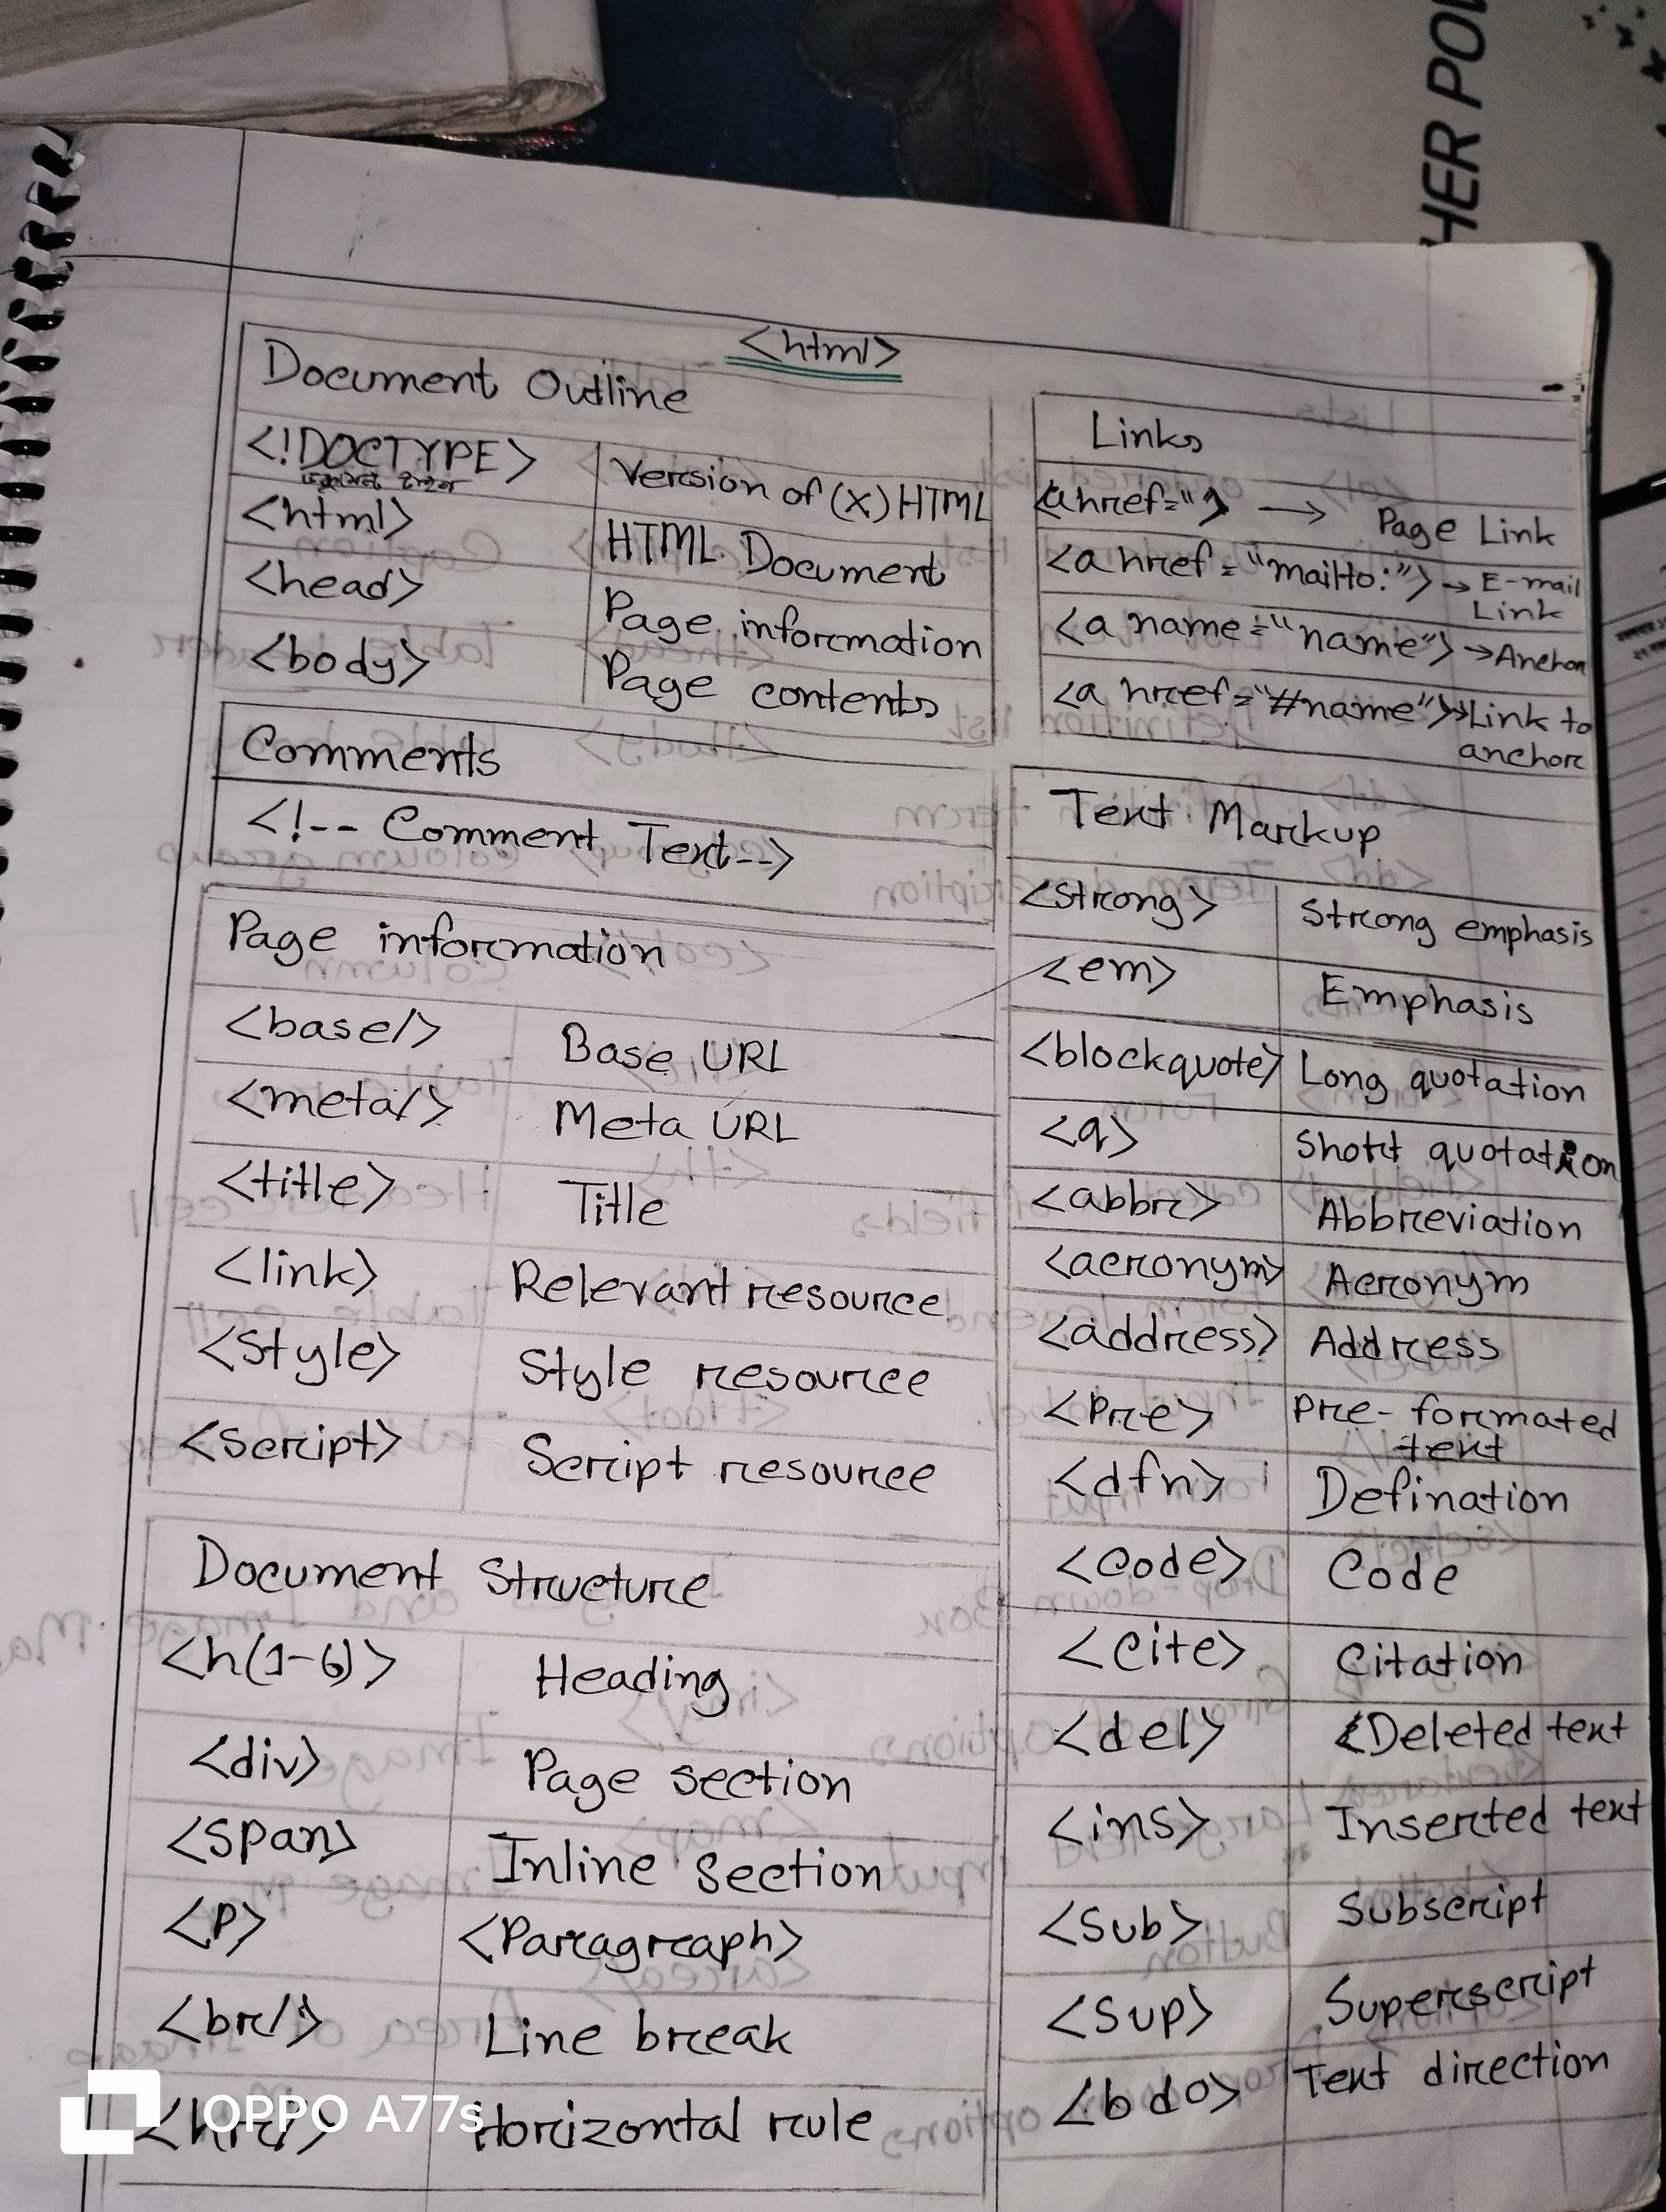 HER POW
<html>
Document Outline
<!DOCTYPE> Version of (x) HTML
ডকুমেন্ট টাইপ
<html> HTML Document
<head> Page information
<body> Page contents
Comments
<!-- Comment Text-->
Page information
<base/> Base URL
<meta/> Meta URL
<title> Title
<link> Relevant resource
<Style> Style resource
<script> Script resource
Document Structure
<h(1-6)> Heading
<div> Page section
<span> Inline section
<P> <Paragraph>
<br/> Line break
<hr/> Horizontal rule
Links
<a href=""> → Page Link
<a href="mailto:"> → E-mail
Link
<a name="name"> → Anchor
<a href="#name"> → Link to
anchor
Text Markup
<strong> Strong emphasis
<em> Emphasis
<blockquote> Long quotation
<q> Short quotation
<abbr> Abbreviation
<acronym> Acronym
<address> Address
<Pre> Pre-formated
text
<dfn> Defination
<code> Code
<cite> Citation
<del> Deleted text
<ins> Inserted text
<sub> Subscript
<sup> Superscript
<bdo> Text direction
OPPO A77s